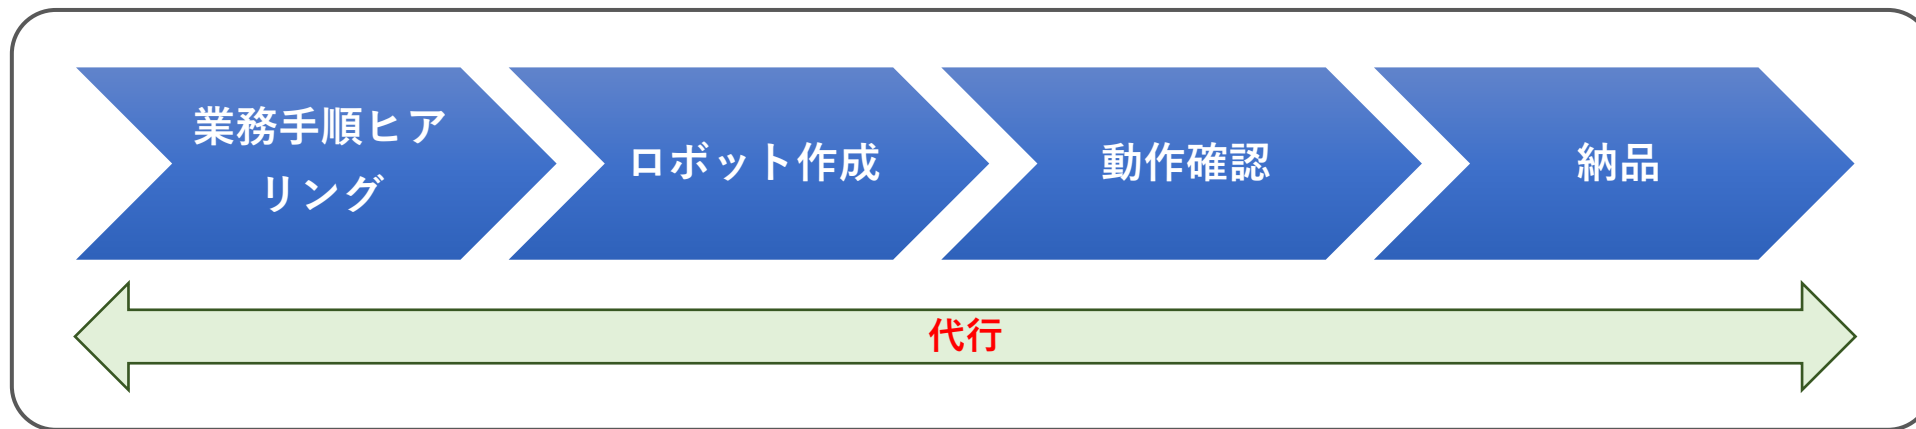 業務手順ヒア
リング
ロボット作成
動作確認
納品
代行